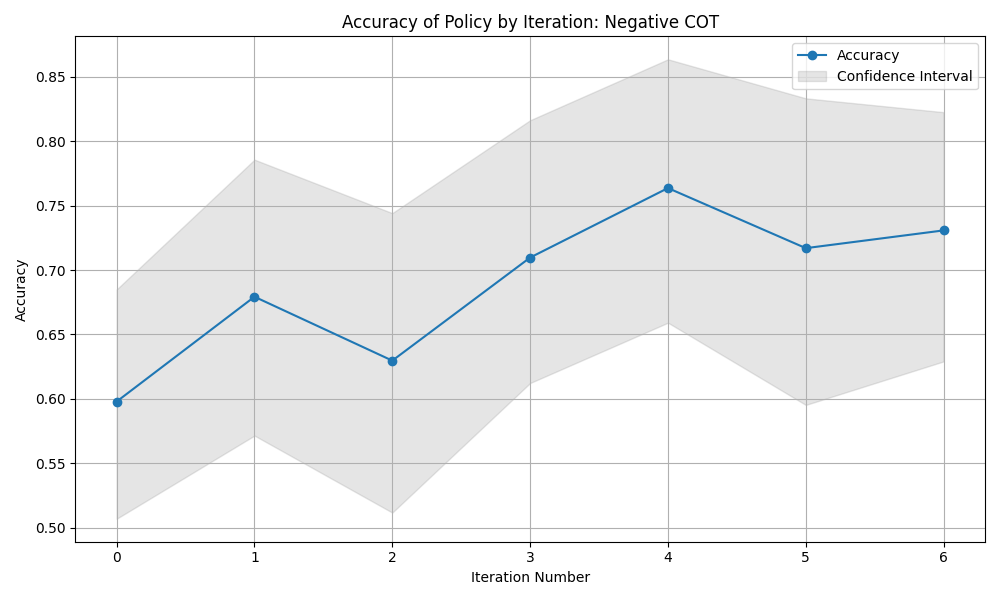 Accuracy of Policy by Iteration: Negative COT
Accuracy
Confidence Interval
0.85
0.80
0.75
0.70
0.65
0.60
0.55
0.50
Accuracy
0 1 2 3 4 5 6
Iteration Number